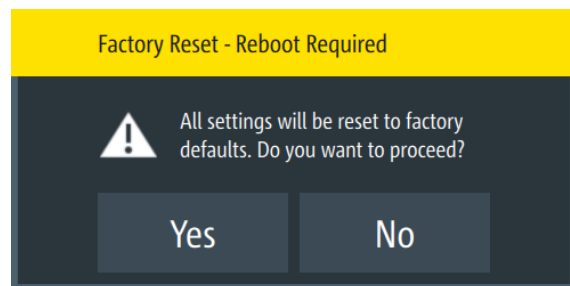 Factory Reset - Reboot Required
All settings will be reset to factory
defaults. Do you want to proceed?
Yes No